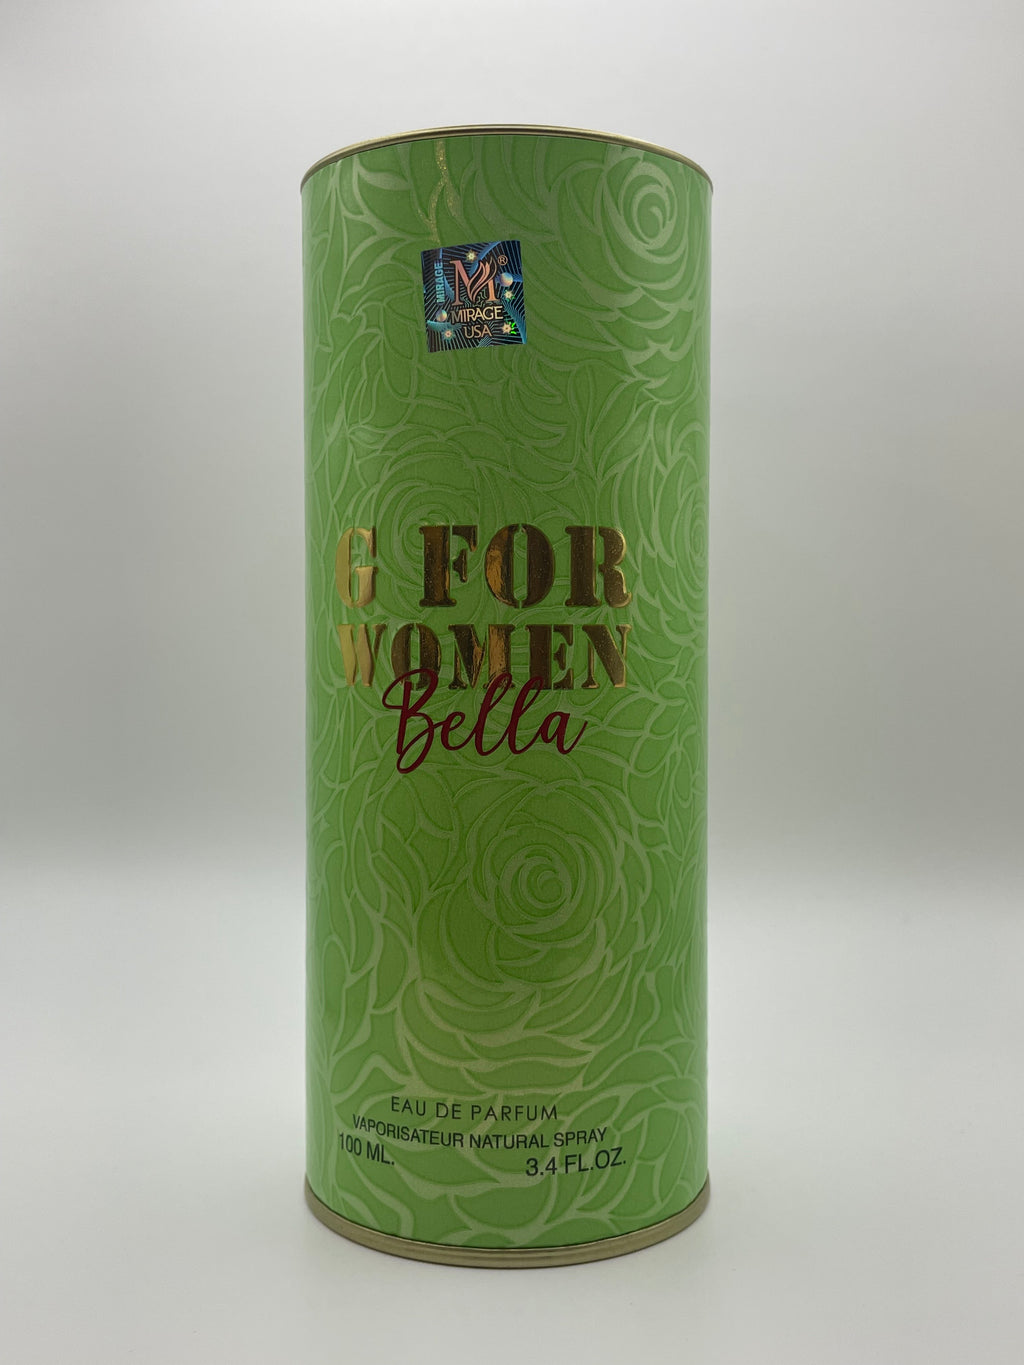 MIRAGE
M®
MIRAGE
USA
G FOR
WOMEN
Bella
EAU DE PARFUM
VAPORISATEUR NATURAL SPRAY
100 ML. 3.4 FL.OZ.